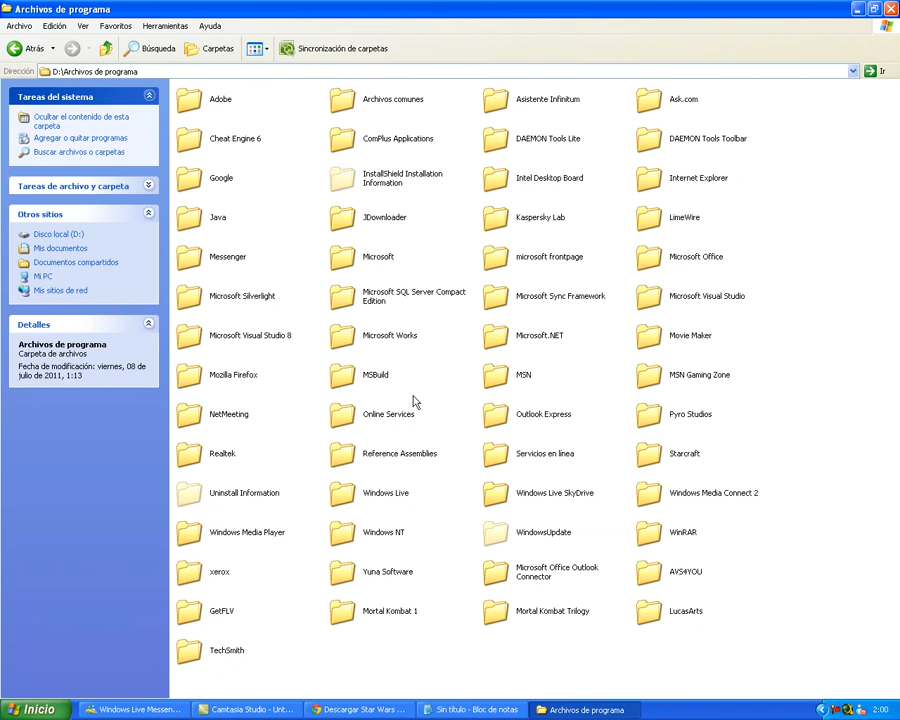 Archivos de programa
Archivo Edición Ver Favoritos Herramientas Ayuda
Atrás Búsqueda Carpetas Sincronización de carpetas
Dirección D:\Archivos de programa Ir
Tareas del sistema
Ocultar el contenido de esta
carpeta
Agregar o quitar programas
Buscar archivos o carpetas
Tareas de archivo y carpeta
Otros sitios
Disco local (D:)
Mis documentos
Documentos compartidos
Mi PC
Mis sitios de red
Detalles
Archivos de programa
Carpeta de archivos
Fecha de modificación: viernes, 08 de
julio de 2011, 1:13
Adobe Archivos comunes Asistente Infinitum Ask.com
Cheat Engine 6 ComPlus Applications DAEMON Tools Lite DAEMON Tools Toolbar
Google InstallShield Installation Information Intel Desktop Board Internet Explorer
Java JDownloader Kaspersky Lab LimeWire
Messenger Microsoft microsoft frontpage Microsoft Office
Microsoft Silverlight Microsoft SQL Server Compact Edition Microsoft Sync Framework Microsoft Visual Studio
Microsoft Visual Studio 8 Microsoft Works Microsoft.NET Movie Maker
Mozilla Firefox MSBuild MSN MSN Gaming Zone
NetMeeting Online Services Outlook Express Pyro Studios
Realtek Reference Assemblies Servicios en línea Starcraft
Uninstall Information Windows Live Windows Live SkyDrive Windows Media Connect 2
Windows Media Player Windows NT WindowsUpdate WinRAR
xerox Yuna Software Microsoft Office Outlook Connector AVS4YOU
GetFLV Mortal Kombat 1 Mortal Kombat Trilogy LucasArts
TechSmith
Inicio Windows Live Messen... Camtasia Studio - Unt... Descargar Star Wars ... Sin título - Bloc de notas Archivos de programa 2:00